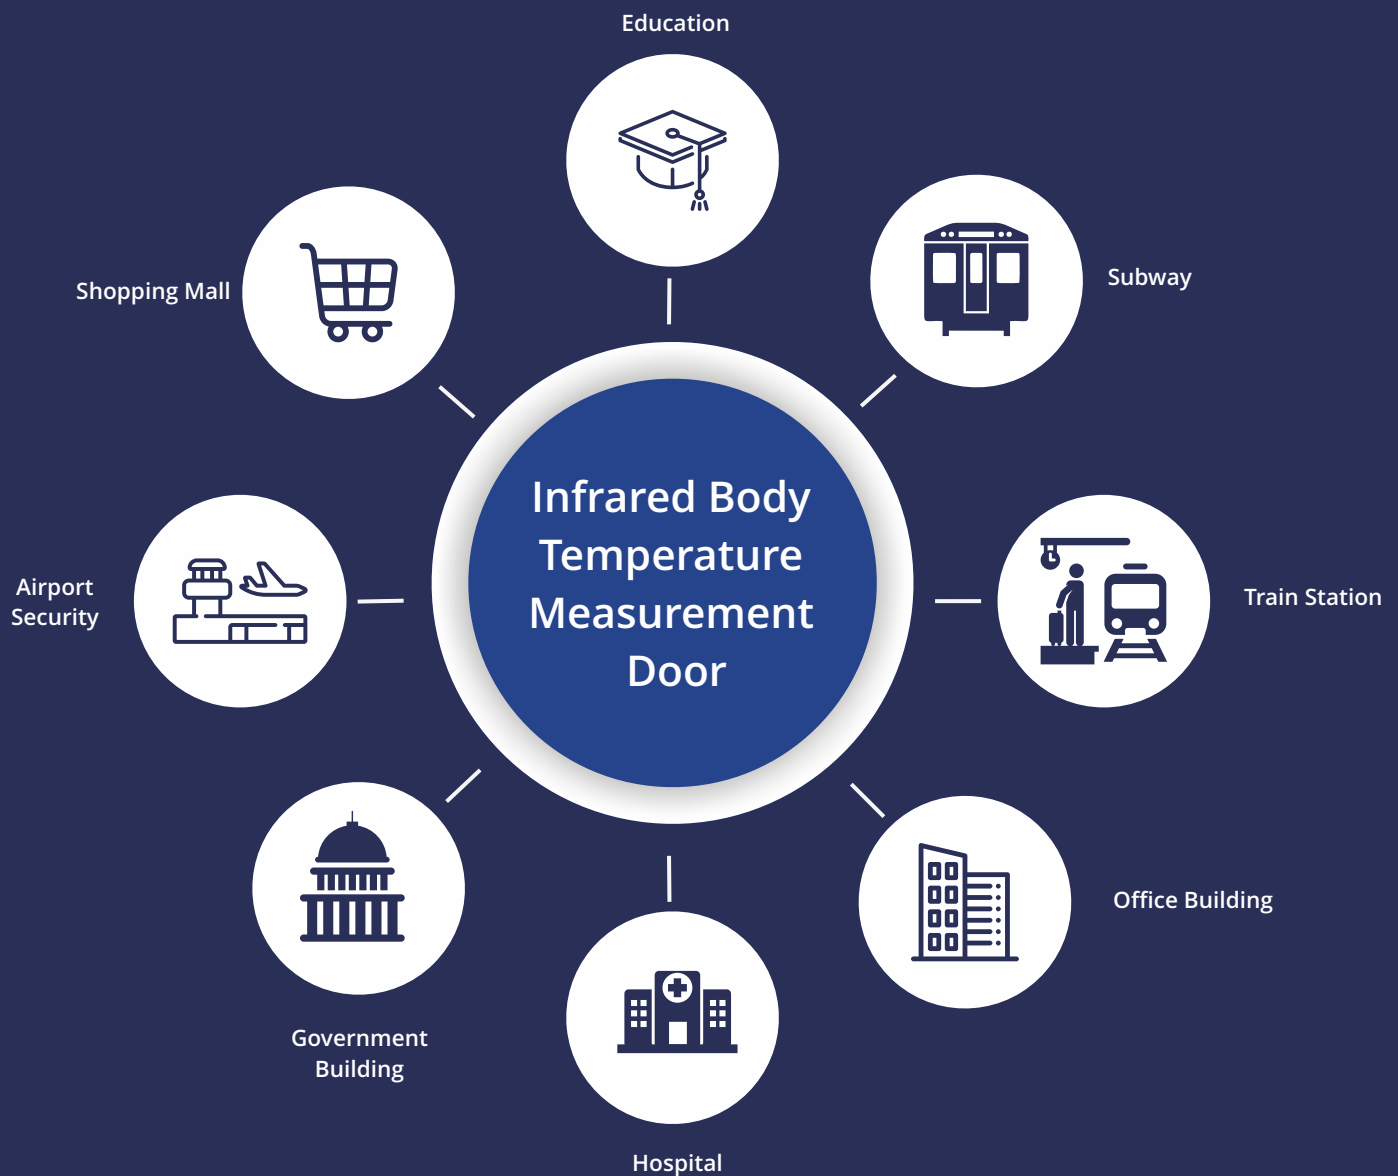 Education
Subway
Shopping Mall
Infrared Body
Temperature
Measurement
Door
Airport
Security
Train Station
Office Building
Government
Building
Hospital